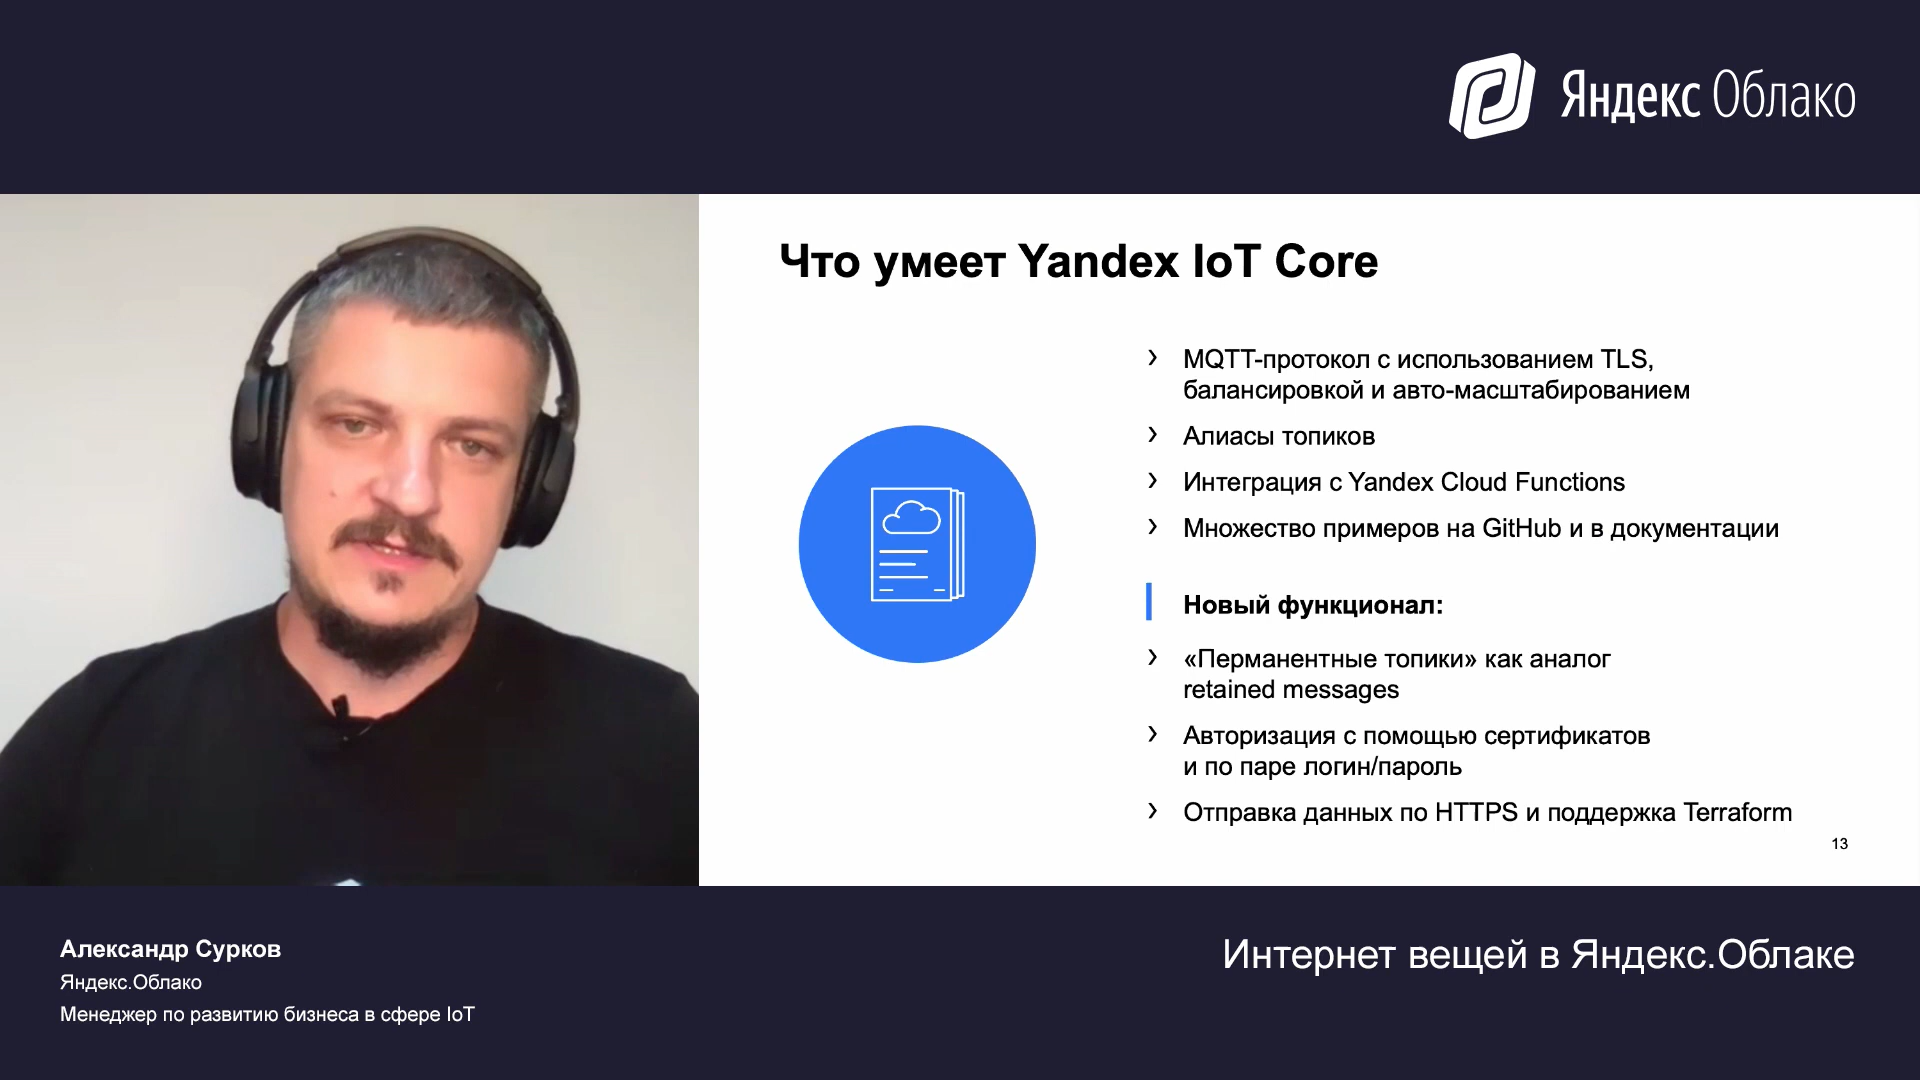 Яндекс Облако
Что умеет Yandex IoT Core
MQTT-протокол с использованием TLS,
балансировкой и авто-масштабированием
Алиасы топиков
Интеграция с Yandex Cloud Functions
Множество примеров на GitHub и в документации
Новый функционал:
«Перманентные топики» как аналог
retained messages
Авторизация с помощью сертификатов
и по паре логин/пароль
Отправка данных по HTTPS и поддержка Terraform
13
Александр Сурков
Яндекс.Облако
Менеджер по развитию бизнеса в сфере IoT
Интернет вещей в Яндекс.Облаке